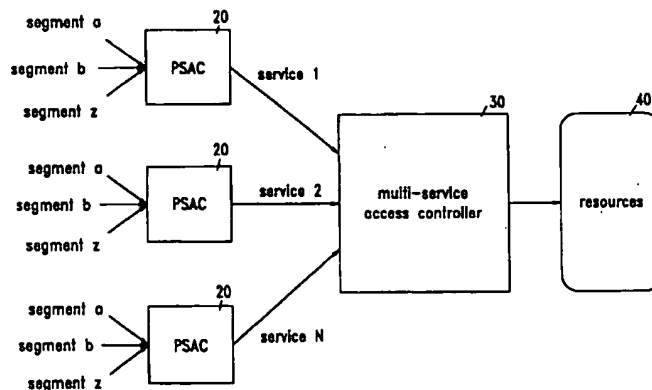 segment a
segment b
segment z
20
PSAC
service 1
segment a
segment b
segment z
20
PSAC
service 2
segment a
segment b
segment z
20
PSAC
service N
30
multi-service
access controller
40
resources